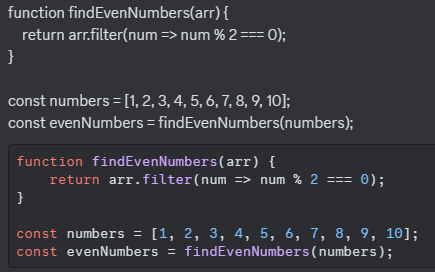 function findEvenNumbers(arr) {
    return arr.filter(num => num % 2 === 0);
}

const numbers = [1, 2, 3, 4, 5, 6, 7, 8, 9, 10];
const evenNumbers = findEvenNumbers(numbers);
function findEvenNumbers(arr) {
    return arr.filter(num => num % 2 === 0);
}

const numbers = [1, 2, 3, 4, 5, 6, 7, 8, 9, 10];
const evenNumbers = findEvenNumbers(numbers);